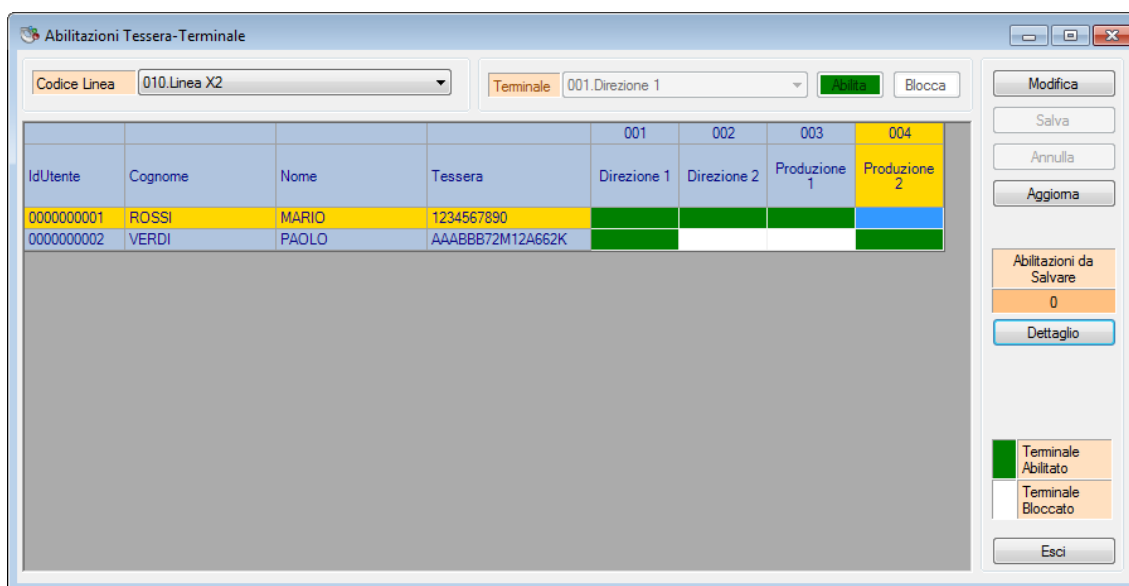 Abilitazioni Tessera-Terminale
Codice Linea 010.Linea X2 Terminale 001.Direzione 1 Abilita Blocca
Modifica
Salva
Annulla
Aggiorna
001 002 003 004
IdUtente Cognome Nome Tessera Direzione 1 Direzione 2 Produzione 1 Produzione 2
0000000001 ROSSI MARIO 1234567890
0000000002 VERDI PAOLO AAABBB72M12A662K
Abilitazioni da
Salvare
0
Dettaglio
Terminale
Abilitato
Terminale
Bloccato
Esci